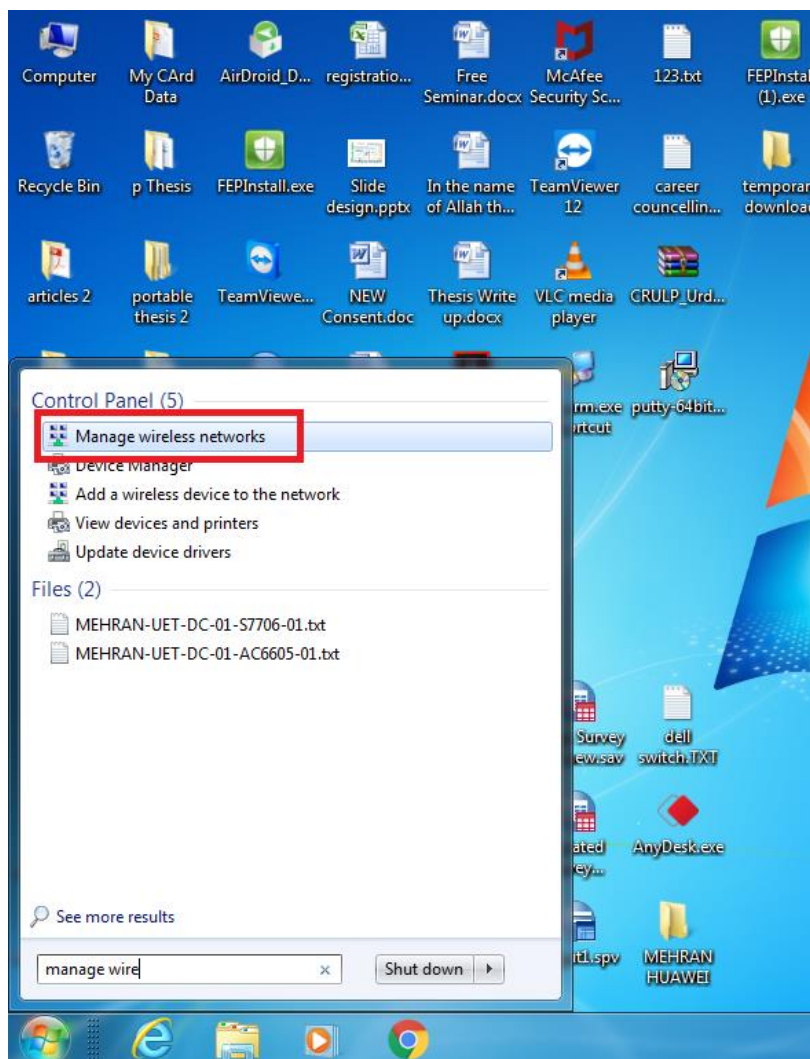 Computer
My CArd
Data
AirDroid_D...
registratio...
Free
Seminar.docx
McAfee
Security Sc...
123.txt
FEPInstal
(1).exe
Recycle Bin
p Thesis
FEPInstall.exe
Slide
design.pptx
In the name
of Allah th...
TeamViewer
12
career
councellin...
temporar
download
articles 2
portable
thesis 2
TeamViewe...
NEW
Consent.doc
Thesis Write
up.docx
VLC media
player
CRULP_Urd...
rm.exe
putty-64bit...
Control Panel (5)
Manage wireless networks
Device Manager
Add a wireless device to the network
View devices and printers
Update device drivers
Files (2)
MEHRAN-UET-DC-01-S7706-01.txt
MEHRAN-UET-DC-01-AC6605-01.txt
Survey
ew.sav
dell
switch.TXT
ated
ey...
AnyDesk.exe
it1.spv
MEHRAN
HUAWEI
See more results
manage wire
Shut down